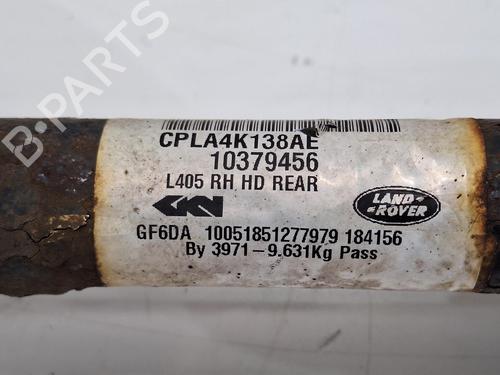 B-PARTS
CPLA4K138AE
10379456
L405 RH HD REAR
GKN
LAND
ROVER
GF6DA 10051851277979 184156
By 3971-9.631Kg Pass